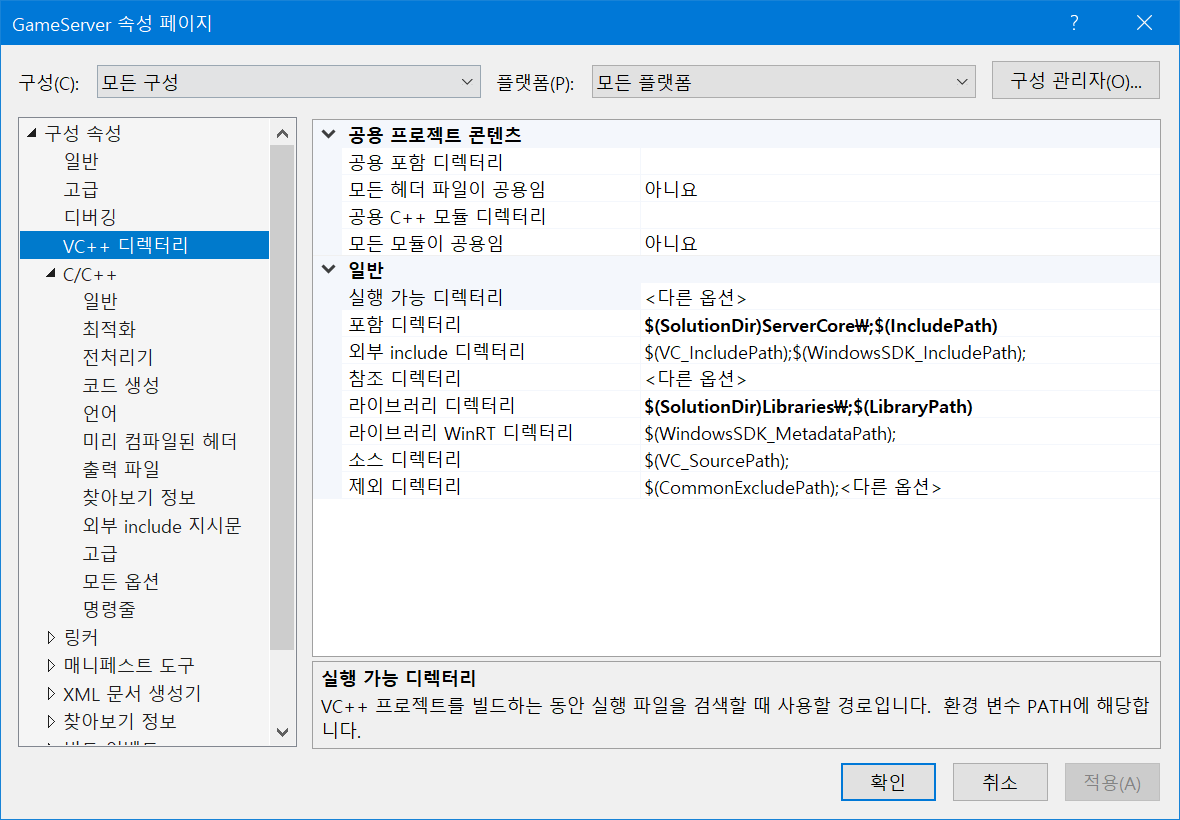 GameServer 속성 페이지
?
구성(C):
모든 구성
플랫폼(P):
모든 플랫폼
구성 관리자(O)...
구성 속성
일반
고급
디버깅
VC++ 디렉터리
C/C++
일반
최적화
전처리기
코드 생성
언어
미리 컴파일된 헤더
출력 파일
찾아보기 정보
외부 include 지시문
고급
모든 옵션
명령줄
링커
매니페스트 도구
XML 문서 생성기
찾아보기 정보
공용 프로젝트 콘텐츠
공용 포함 디렉터리
모든 헤더 파일이 공용임 아니요
공용 C++ 모듈 디렉터리
모든 모듈이 공용임 아니요
일반
실행 가능 디렉터리 <다른 옵션>
포함 디렉터리 $(SolutionDir)ServerCore₩;$(IncludePath)
외부 include 디렉터리 $(VC_IncludePath);$(WindowsSDK_IncludePath);
참조 디렉터리 <다른 옵션>
라이브러리 디렉터리 $(SolutionDir)Libraries₩;$(LibraryPath)
라이브러리 WinRT 디렉터리 $(WindowsSDK_MetadataPath);
소스 디렉터리 $(VC_SourcePath);
제외 디렉터리 $(CommonExcludePath);<다른 옵션>
실행 가능 디렉터리
VC++ 프로젝트를 빌드하는 동안 실행 파일을 검색할 때 사용할 경로입니다. 환경 변수 PATH에 해당합
니다.
확인
취소
적용(A)